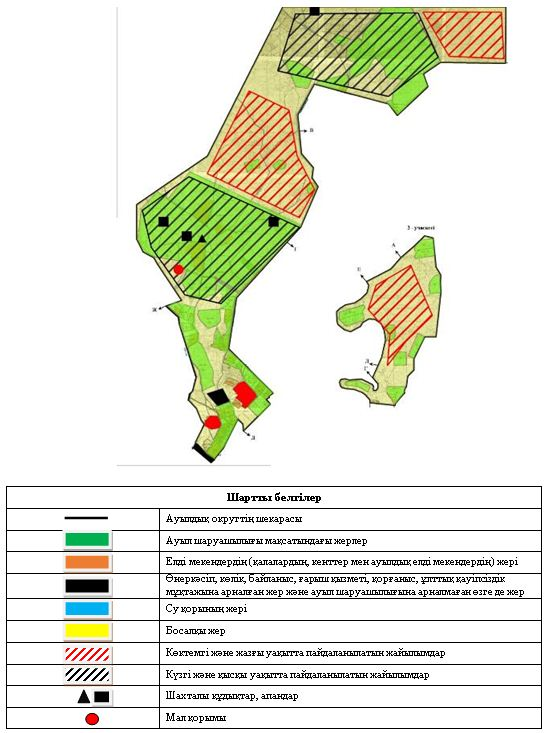 В
I
3 - учаскесі
А
Е
Ж
Д
Г
Д
Шартты белгілер
Ауылдық округтің шекарасы
Ауыл шаруашылығы мақсатындағы жерлер
Елді мекендердің (қалалардың, кенттер мен ауылдық елді мекендердің) жері
Өнеркәсіп, көлік, байланыс, ғарыш қызметі, қорғаныс, ұлттық қауіпсіздік
мұқтажына арналған жер және ауыл шаруашылығына арналмаған өзге де жер
Су қорының жері
Босалқы жер
Көктемгі және жазғы уақытта пайдаланылатын жайылымдар
Күзгі және қысқы уақытта пайдаланылатын жайылымдар
Шахталы құдықтар, апандар
Мал қорымы